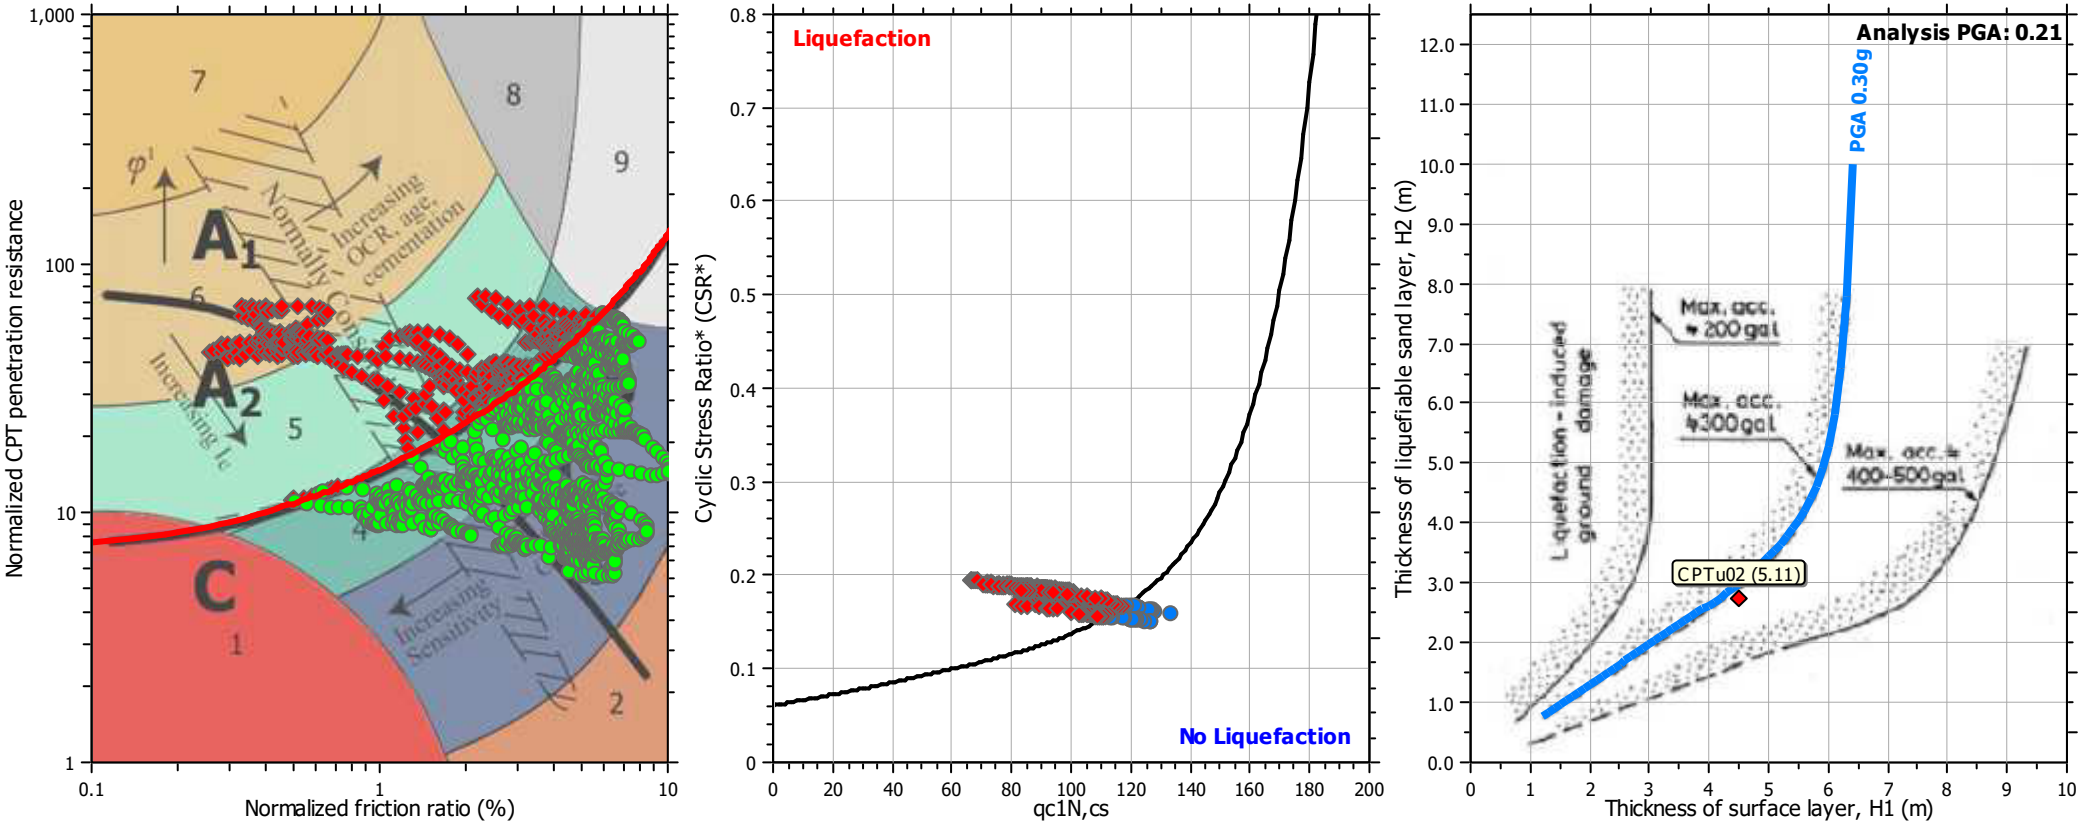 1,000
100
10
1
Normalized CPT penetration resistance
0.1
1
10
Normalized friction ratio (%)
7
8
9
φ'
A1
6
Normally Cons
Increasing
OCR, age,
cementation
A2
Increasing Ic
5
4
C
1
Increasing
Sensitivity
2
0.8
0.7
0.6
0.5
0.4
0.3
0.2
0.1
0
Cyclic Stress Ratio* (CSR*)
Liquefaction
No Liquefaction
0
20
40
60
80
100
120
140
160
180
200
qc1N,cs
12.0
11.0
10.0
9.0
8.0
7.0
6.0
5.0
4.0
3.0
2.0
1.0
0.0
Thickness of liquefiable sand layer, H2 (m)
Analysis PGA: 0.21
PGA 0.30g
Liquefaction - induced
ground damage
Max. acc.
≒ 200 gal
Max. acc.
≒300 gal
Max. acc.≒
400~500gal
CPTu02 (5.11)
0
1
2
3
4
5
6
7
8
9
10
Thickness of surface layer, H1 (m)